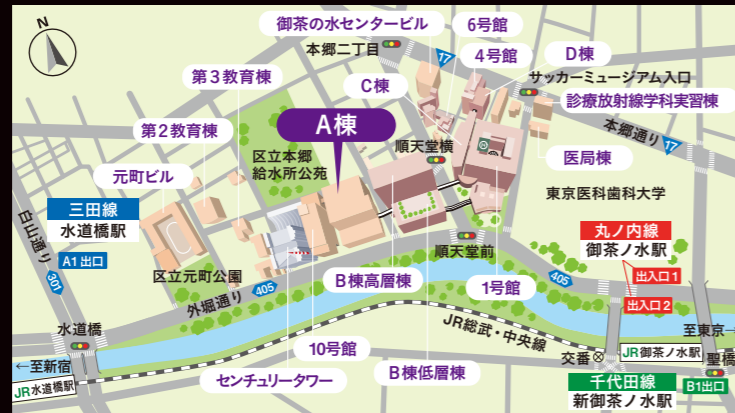 N
御茶の水センタービル
6号館
本郷二丁目
17
4号館
D棟
第3教育棟
C棟
サッカーミュージアム入口
診療放射線学科実習棟
A棟
第2教育棟
本郷通り
17
順天堂横
区立本郷
給水所公苑
医局棟
元町ビル
東京医科歯科大学
三田線
水道橋駅
白山通り
A1 出口
301
丸ノ内線
御茶ノ水駅
順天堂前
区立元町公園
B棟高層棟
1号館
405
出入口 1
405
外堀通り
出入口 2
水道橋
JR総武・中央線
至東京→
10号館
交番
JR 御茶ノ水駅
聖橋
←至新宿
センチュリータワー
B棟低層棟
千代田線
新御茶ノ水駅
B1出口
JR 水道橋駅